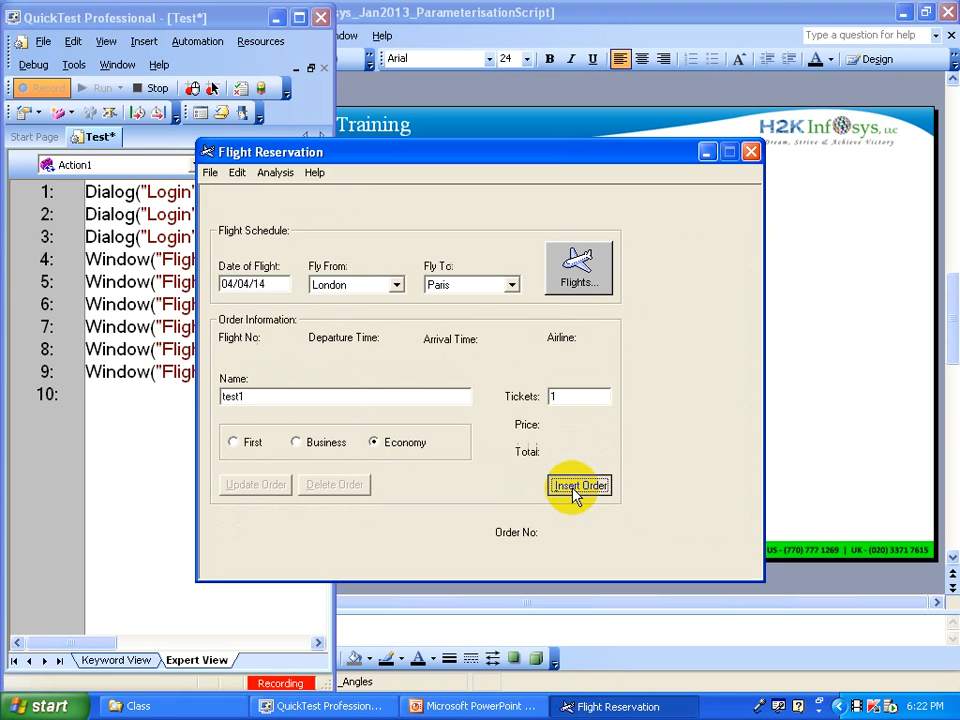 QuickTest Professional - [Test*]
sys_Jan2013_ParameterisationScript]
File Edit View Insert Automation Resources
Debug Tools Window Help
Help
Type a question for help
Arial 24 B I U Design
Record Run Stop
Start Page Test*
Action1
Training
H2K Infosys, LLC
Dream, Strive & Achieve Victory
1: Dialog("Login"
2: Dialog("Login"
3: Dialog("Login"
4: Window("Fligh
5: Window("Fligh
6: Window("Fligh
7: Window("Fligh
8: Window("Fligh
9: Window("Fligh
10:
Flight Reservation
File Edit Analysis Help
Flight Schedule:
Date of Flight: Fly From: Fly To:
04/04/14 London Paris
Flights...
Order Information:
Flight No: Departure Time: Arrival Time: Airline:
Name:
test1
Tickets: 1
Price:
First Business Economy
Total:
Update Order Delete Order Insert Order
Order No:
US - (770) 777 1269 | UK - (020) 3371 7615
Keyword View Expert View
Recording
start Class QuickTest Professional... Microsoft PowerPoint ... Flight Reservation 6:22 PM